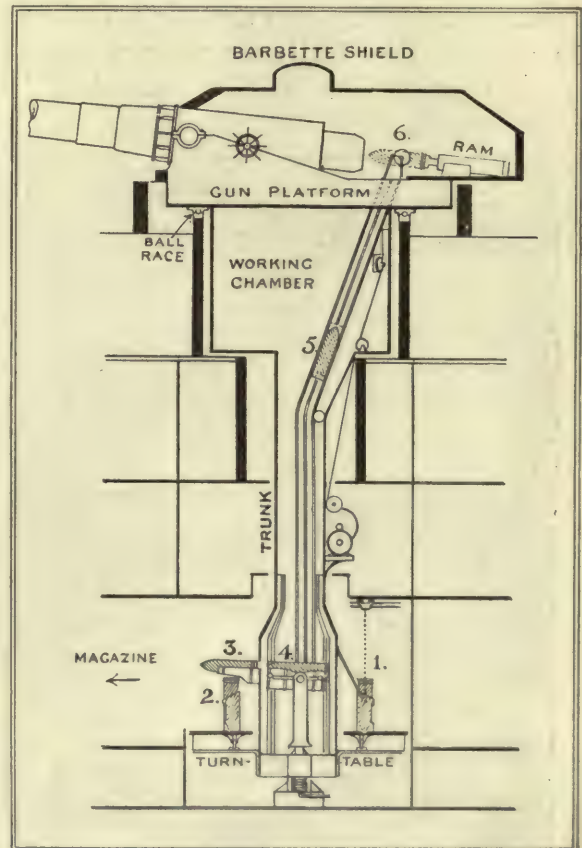 BARBETTE SHIELD
6.
RAM
GUN PLATFORM
BALL
RACE
WORKING
CHAMBER
5.
TRUNK
3.
4.
1.
MAGAZINE
2.
TURN-
TABLE